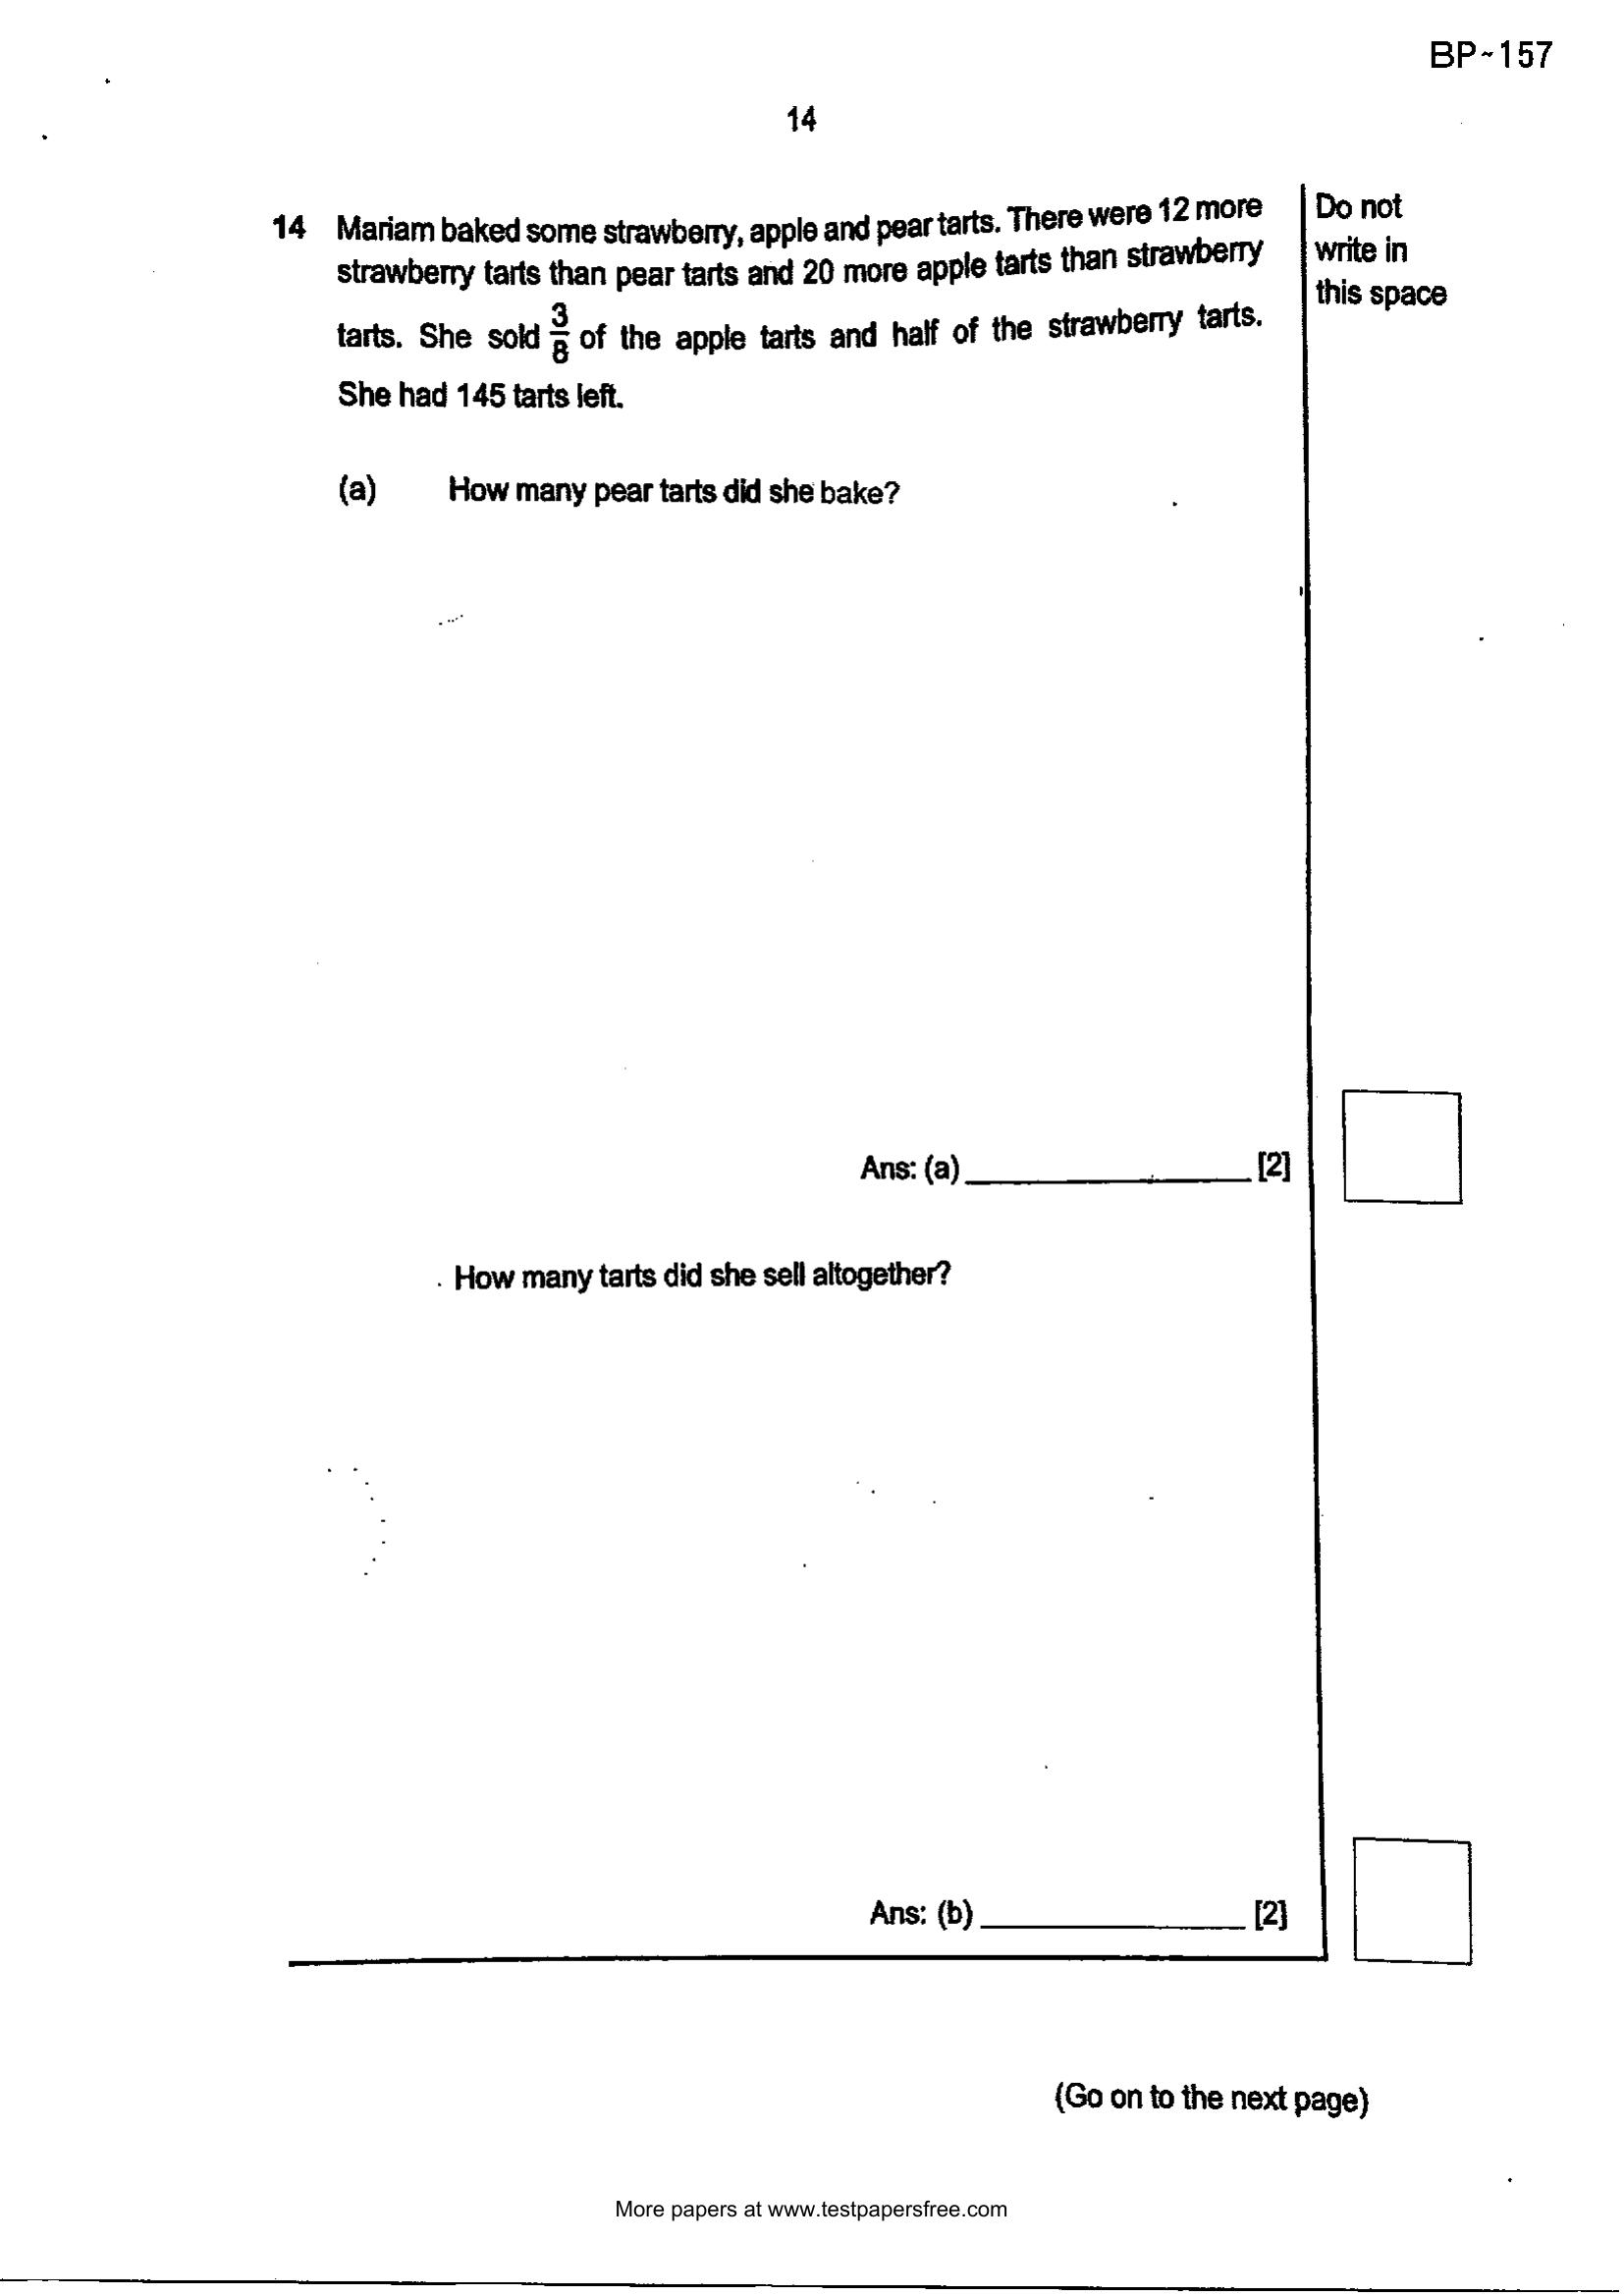 BP~157
14
14 Mariam baked some strawberry, apple and pear tarts. There were 12 more
strawberry tarts than pear tarts and 20 more apple tarts than strawberry
tarts. She sold 3/8 of the apple tarts and half of the strawberry tarts.
She had 145 tarts left.
Do not
write in
this space
(a) How many pear tarts did she bake?
Ans: (a) ____________ [2]
. How many tarts did she sell altogether?
Ans: (b) ____________ [2]
(Go on to the next page)
More papers at www.testpapersfree.com